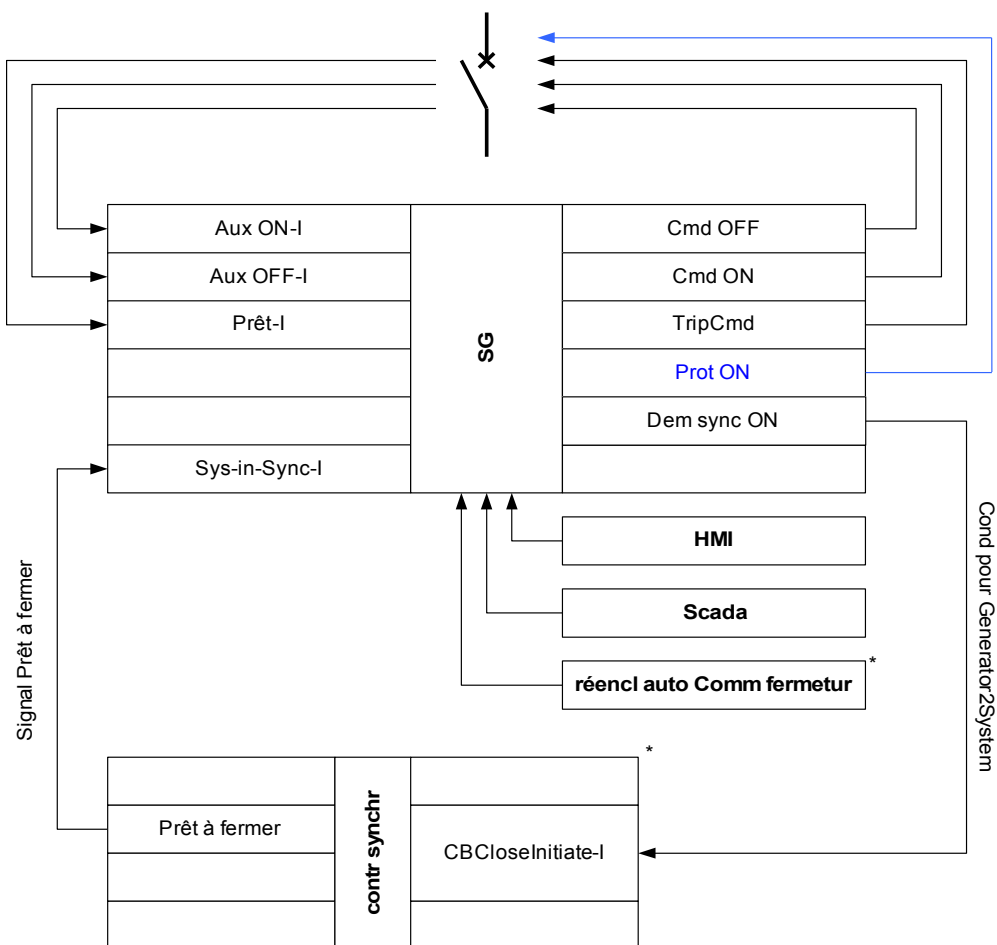 Aux ON-I
Cmd OFF
Aux OFF-I
Cmd ON
Prêt-I
SG
TripCmd
Prot ON
Dem sync ON
Sys-in-Sync-I
HMI
Scada
réencl auto Comm fermetur
*
Cond pour Generator2System
Signal Prêt à fermer
*
Prêt à fermer
contr synchr
CBCloseInitiate-I